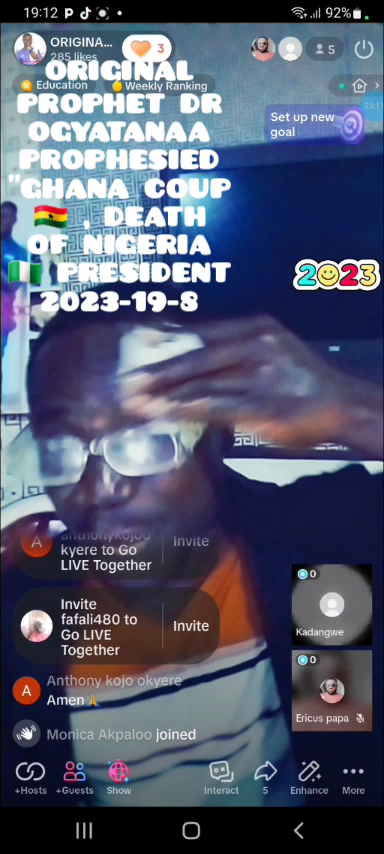 19:12
92%
ORIGINA...
285 likes
3
5
Education
Weekly Ranking
ORIGINAL
PROPHET DR
OGYATANAA
PROPHESIED
"GHANA COUP
🇬🇭 , DEATH
OF NIGERIA
🇳🇬 PRESIDENT
2023-19-8
Set up new
goal
2023
A
anthonykojoo
kyere to Go
LIVE Together
Invite
Invite
fafali480 to
Go LIVE
Together
Invite
0
Kadangwe
0
Ericus papa
A
Anthony kojo okyere
Amen 🙏
Monica Akpaloo joined
+Hosts
+Guests
Show
Interact
5
Enhance
More